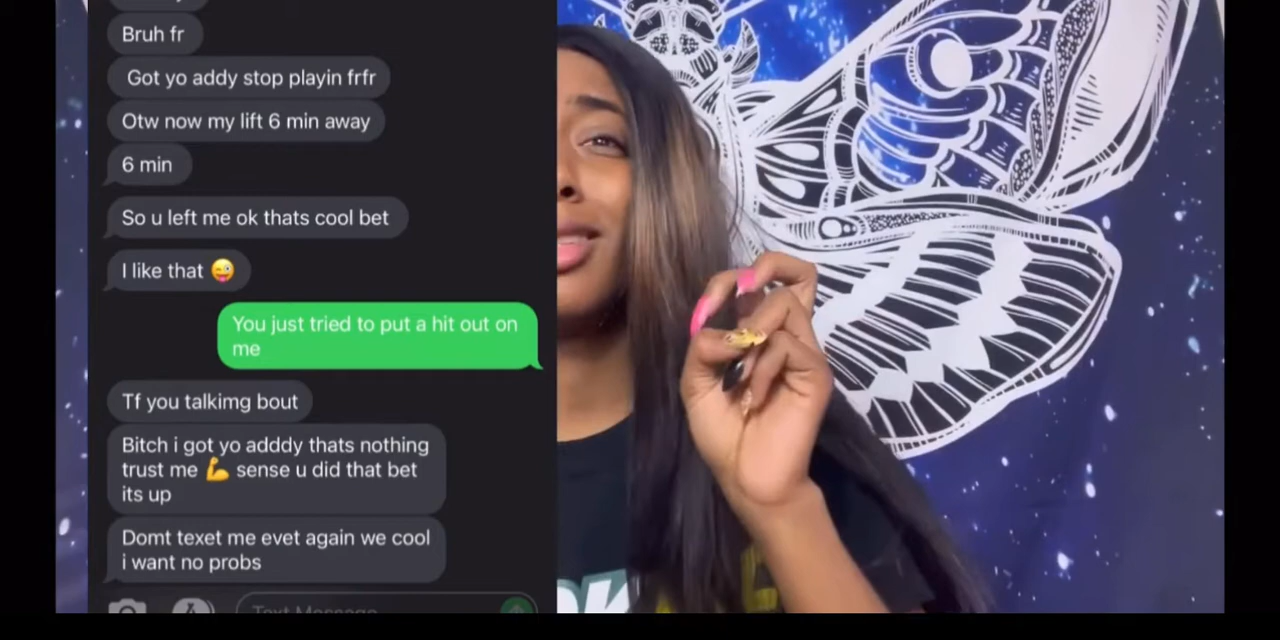 Bruh fr
Got yo addy stop playin frfr
Otw now my lift 6 min away
6 min
So u left me ok thats cool bet
I like that 😜
You just tried to put a hit out on
me
Tf you talkimg bout
Bitch i got yo adddy thats nothing
trust me 💪 sense u did that bet
its up
Domt texet me evet again we cool
i want no probs
Text Message